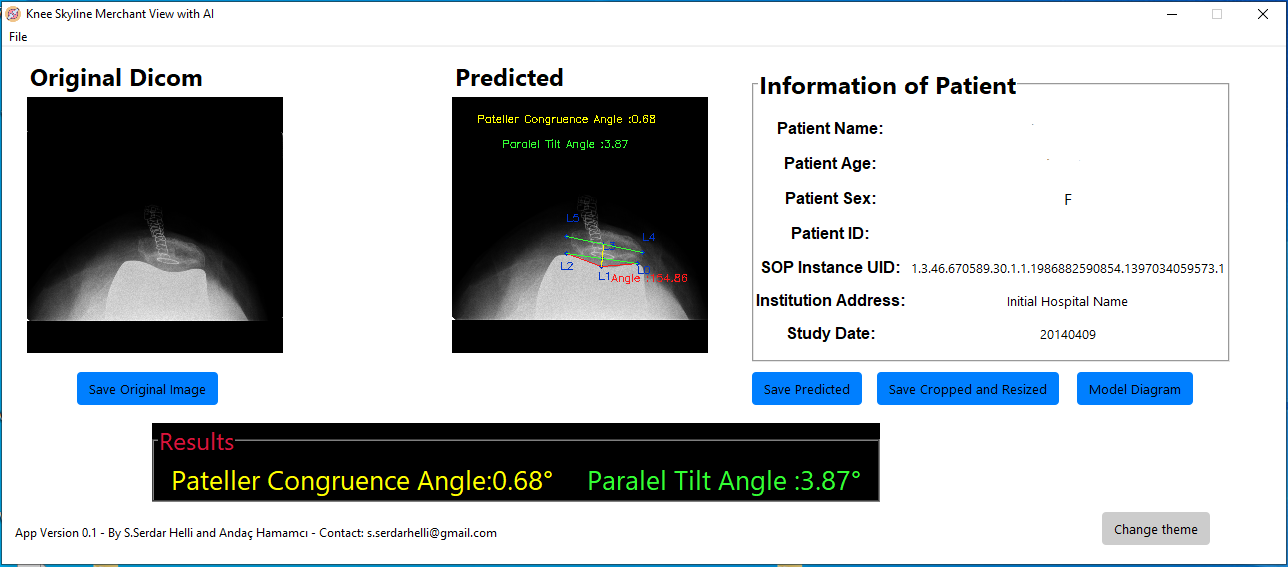 Knee Skyline Merchant View with AI
File
Original Dicom
Predicted
Pateller Congruence Angle :0.68
Paralel Tilt Angle :3.87
L5
L4
L2
L1
Angle :
Information of Patient
Patient Name:
Patient Age:
Patient Sex: F
Patient ID:
SOP Instance UID: 1.3.46.670589.30.1.1.1986882590854.1397034059573.1
Institution Address: Initial Hospital Name
Study Date: 20140409
Save Original Image
Save Predicted
Save Cropped and Resized
Model Diagram
Results
Pateller Congruence Angle:0.68°
Paralel Tilt Angle :3.87°
App Version 0.1 - By S.Serdar Helli and Andaç Hamamcı - Contact: s.serdarhelli@gmail.com
Change theme